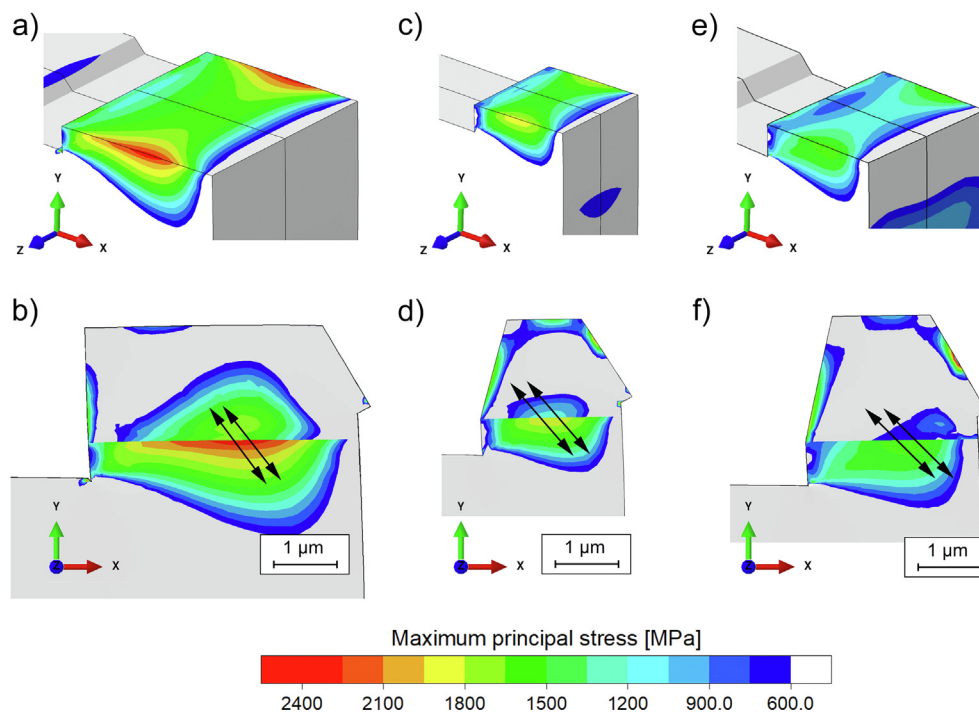 a)
c)
e)
Y
Z
X
Y
Z
X
Y
Z
X
b)
d)
f)
Y
Z
X
1 µm
Y
Z
X
1 µm
Y
Z
X
1 µm
Maximum principal stress [MPa]
2400 2100 1800 1500 1200 900.0 600.0